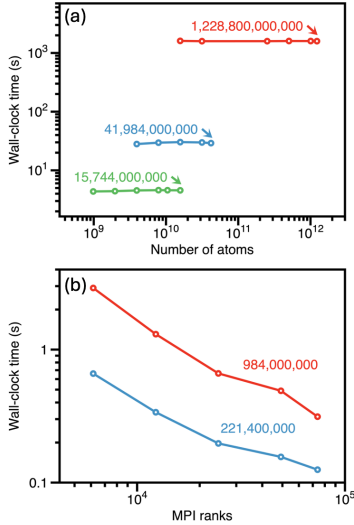 (a)
1,228,800,000,000
10³
Wall-clock time (s)
10²
41,984,000,000
10¹
15,744,000,000
10⁹ 10¹⁰ 10¹¹ 10¹²
Number of atoms
(b)
Wall-clock time (s)
1
984,000,000
221,400,000
0.1
10⁴ 10⁵
MPI ranks